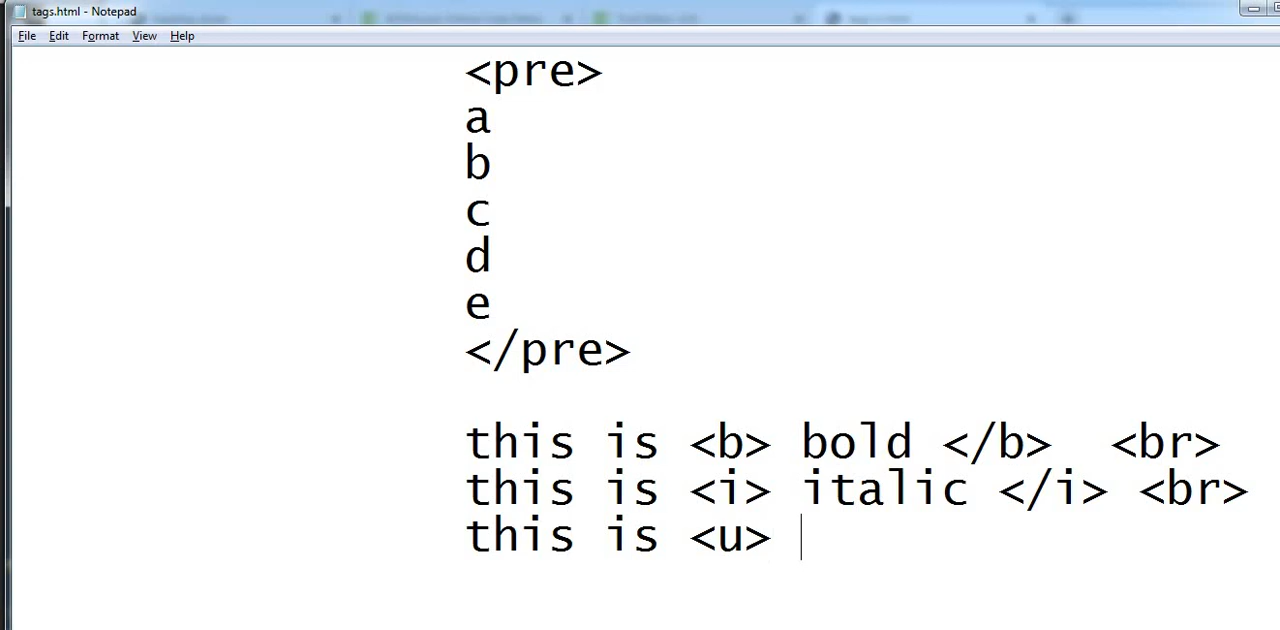 tags.html - Notepad
File Edit Format View Help
<pre>
a
b
c
d
e
</pre>
this is <b> bold </b>  <br>
this is <i> italic </i> <br>
this is <u>